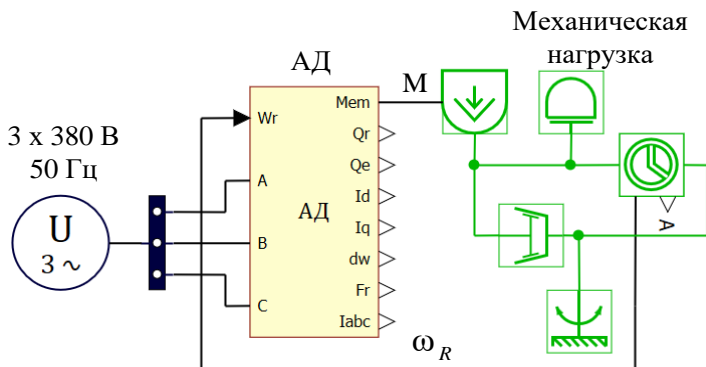 Механическая
нагрузка
АД
M
Mem
Wr
Qr
3 x 380 В
50 Гц
Qe
A
Id
АД
Iq
U
3 ~
B
dw
Fr
C
Iabc
A
ω R